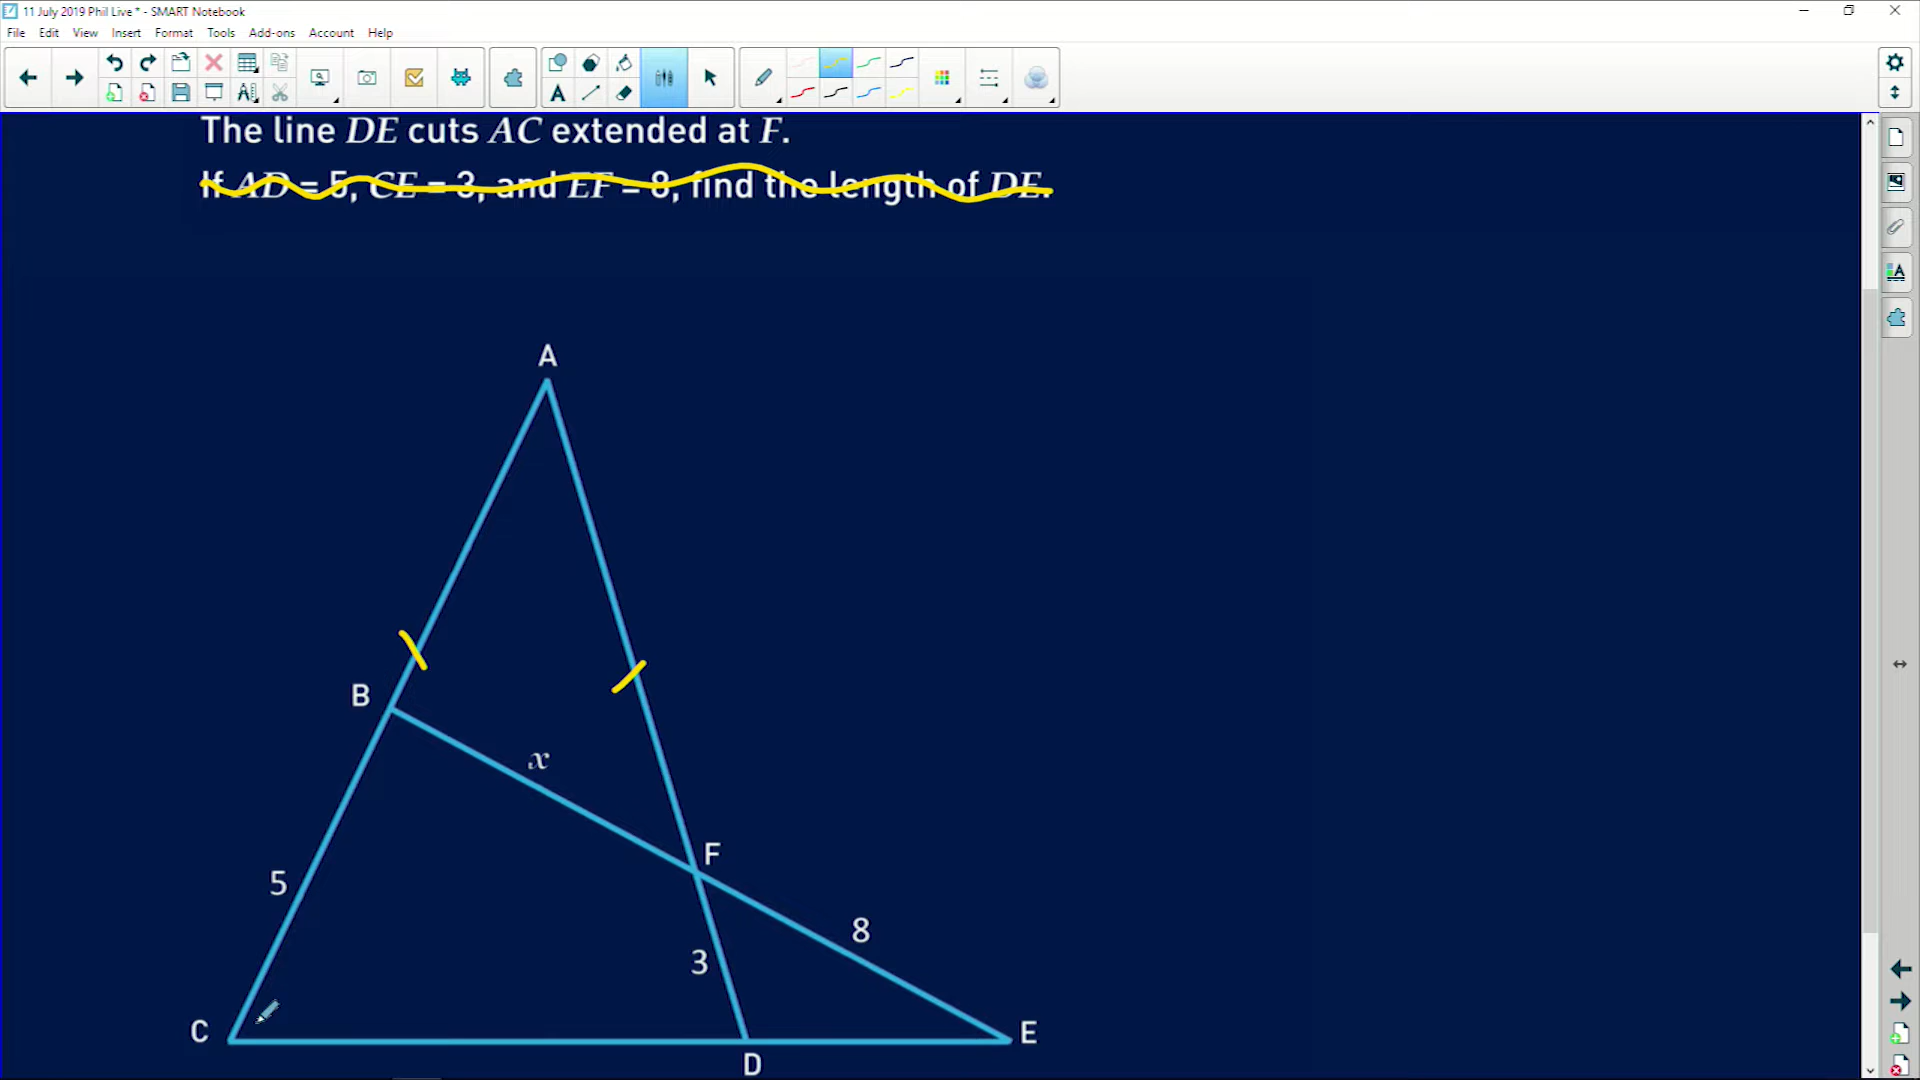 11 July 2019 Phil Live * - SMART Notebook
File Edit View Insert Format Tools Add-ons Account Help
The line DE cuts AC extended at F.
If AD = 5, CE = 3, and EF = 8, find the length of DE.
A
B
x
F
5
8
3
C
E
D